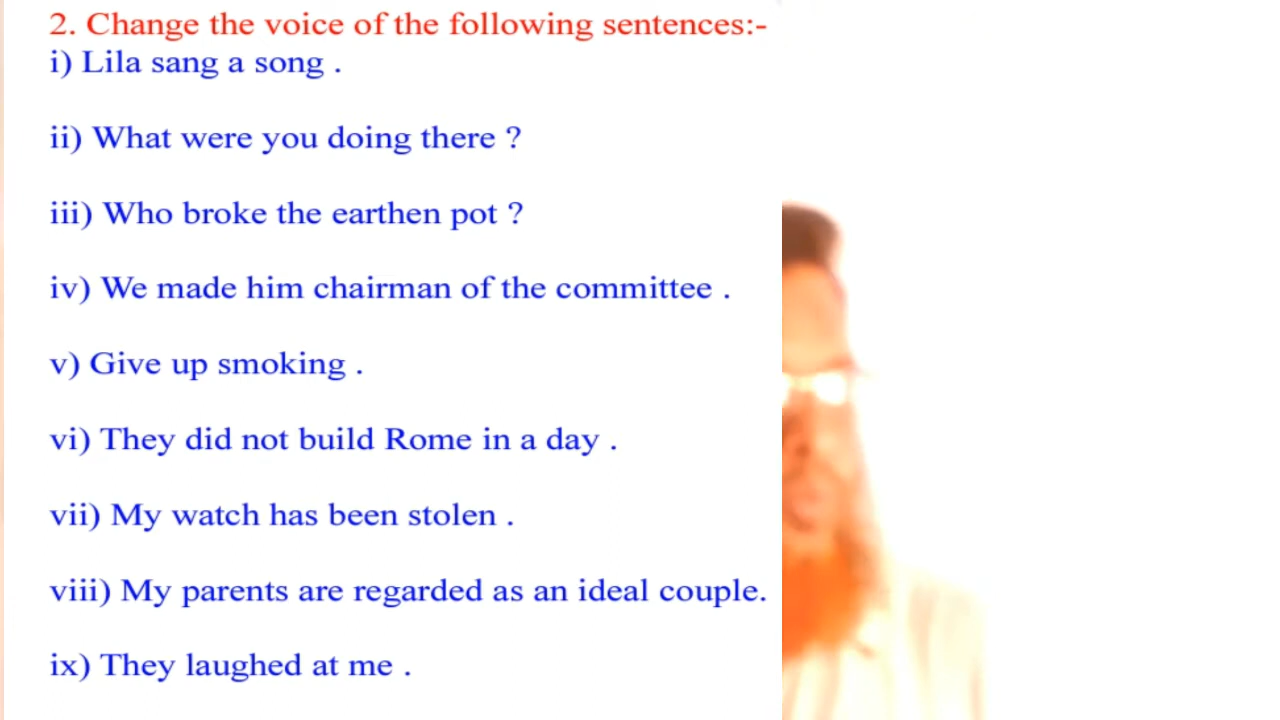 2. Change the voice of the following sentences:-
i) Lila sang a song .
ii) What were you doing there ?
iii) Who broke the earthen pot ?
iv) We made him chairman of the committee .
v) Give up smoking .
vi) They did not build Rome in a day .
vii) My watch has been stolen .
viii) My parents are regarded as an ideal couple.
ix) They laughed at me .